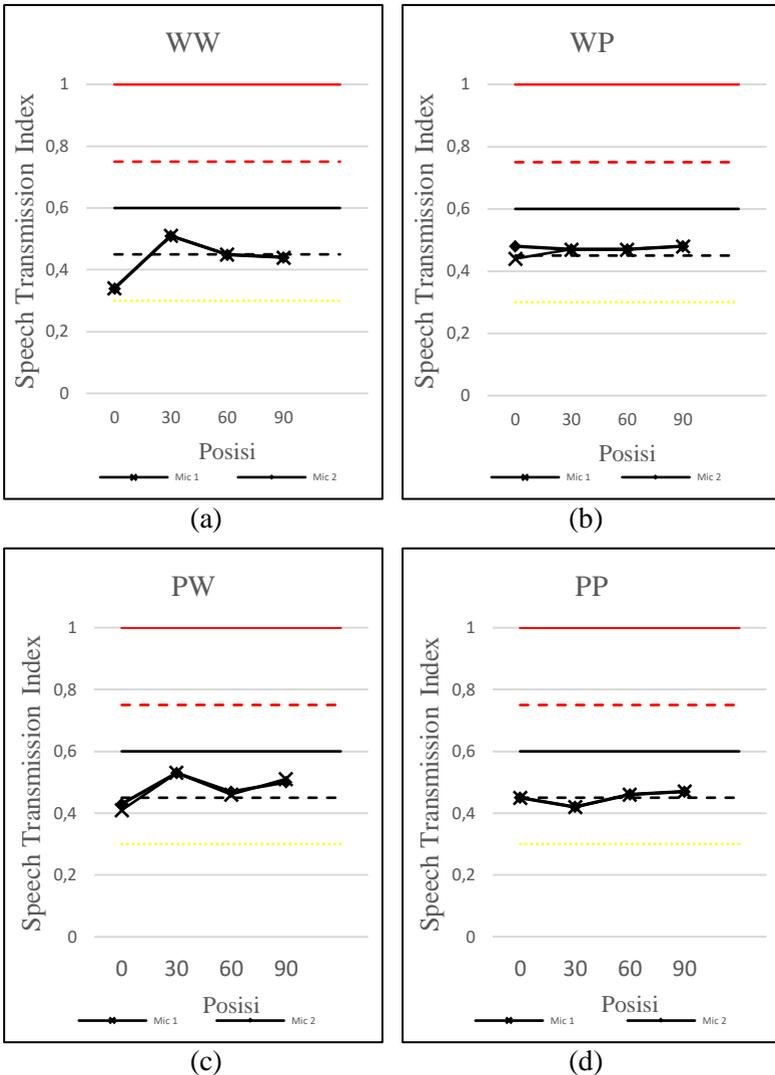 WW
Speech Transmission Index
1
0,8
0,6
0,4
0,2
0
0 30 60 90
Posisi
Mic 1 Mic 2
(a)
WP
Speech Transmission Index
1
0,8
0,6
0,4
0,2
0
0 30 60 90
Posisi
Mic 1 Mic 2
(b)
PW
Speech Transmission Index
1
0,8
0,6
0,4
0,2
0
0 30 60 90
Posisi
Mic 1 Mic 2
(c)
PP
Speech Transmission Index
1
0,8
0,6
0,4
0,2
0
0 30 60 90
Posisi
Mic 1 Mic 2
(d)